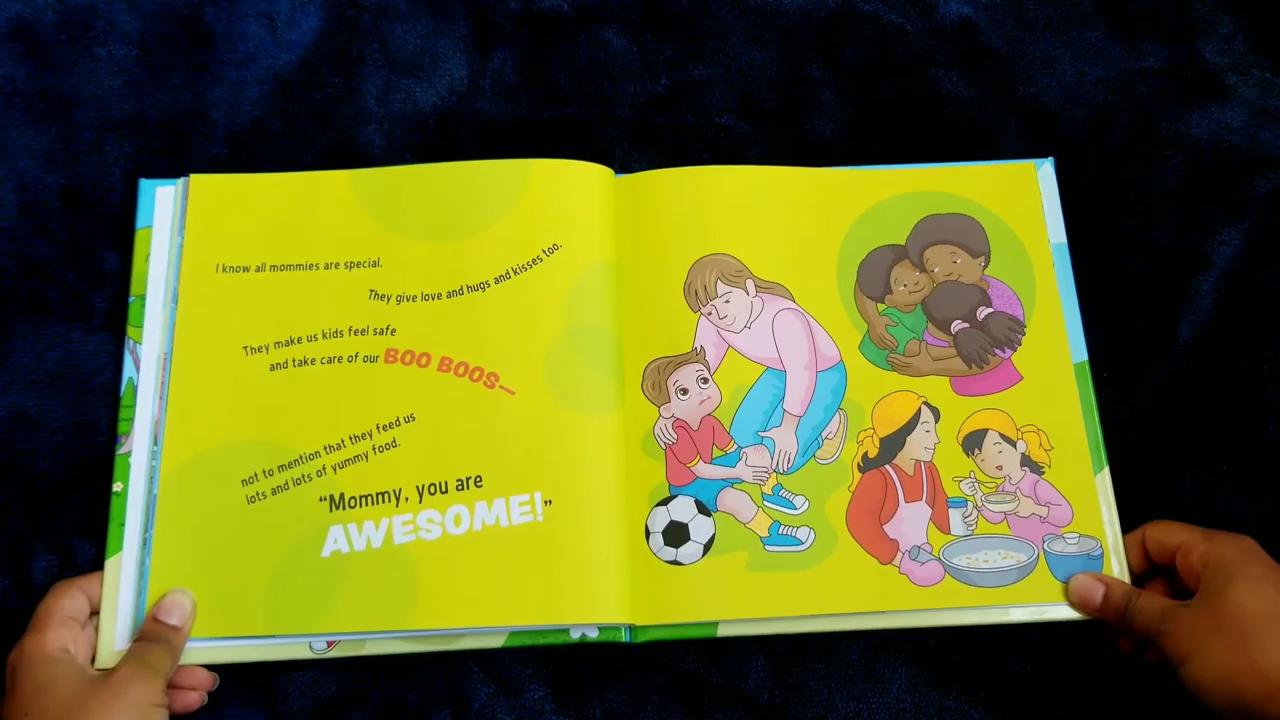 I know all mommies are special.
They give love and hugs and kisses too.
They make us kids feel safe
and take care of our BOO BOOS—
not to mention that they feed us
lots and lots of yummy food.
“Mommy, you are
AWESOME!”